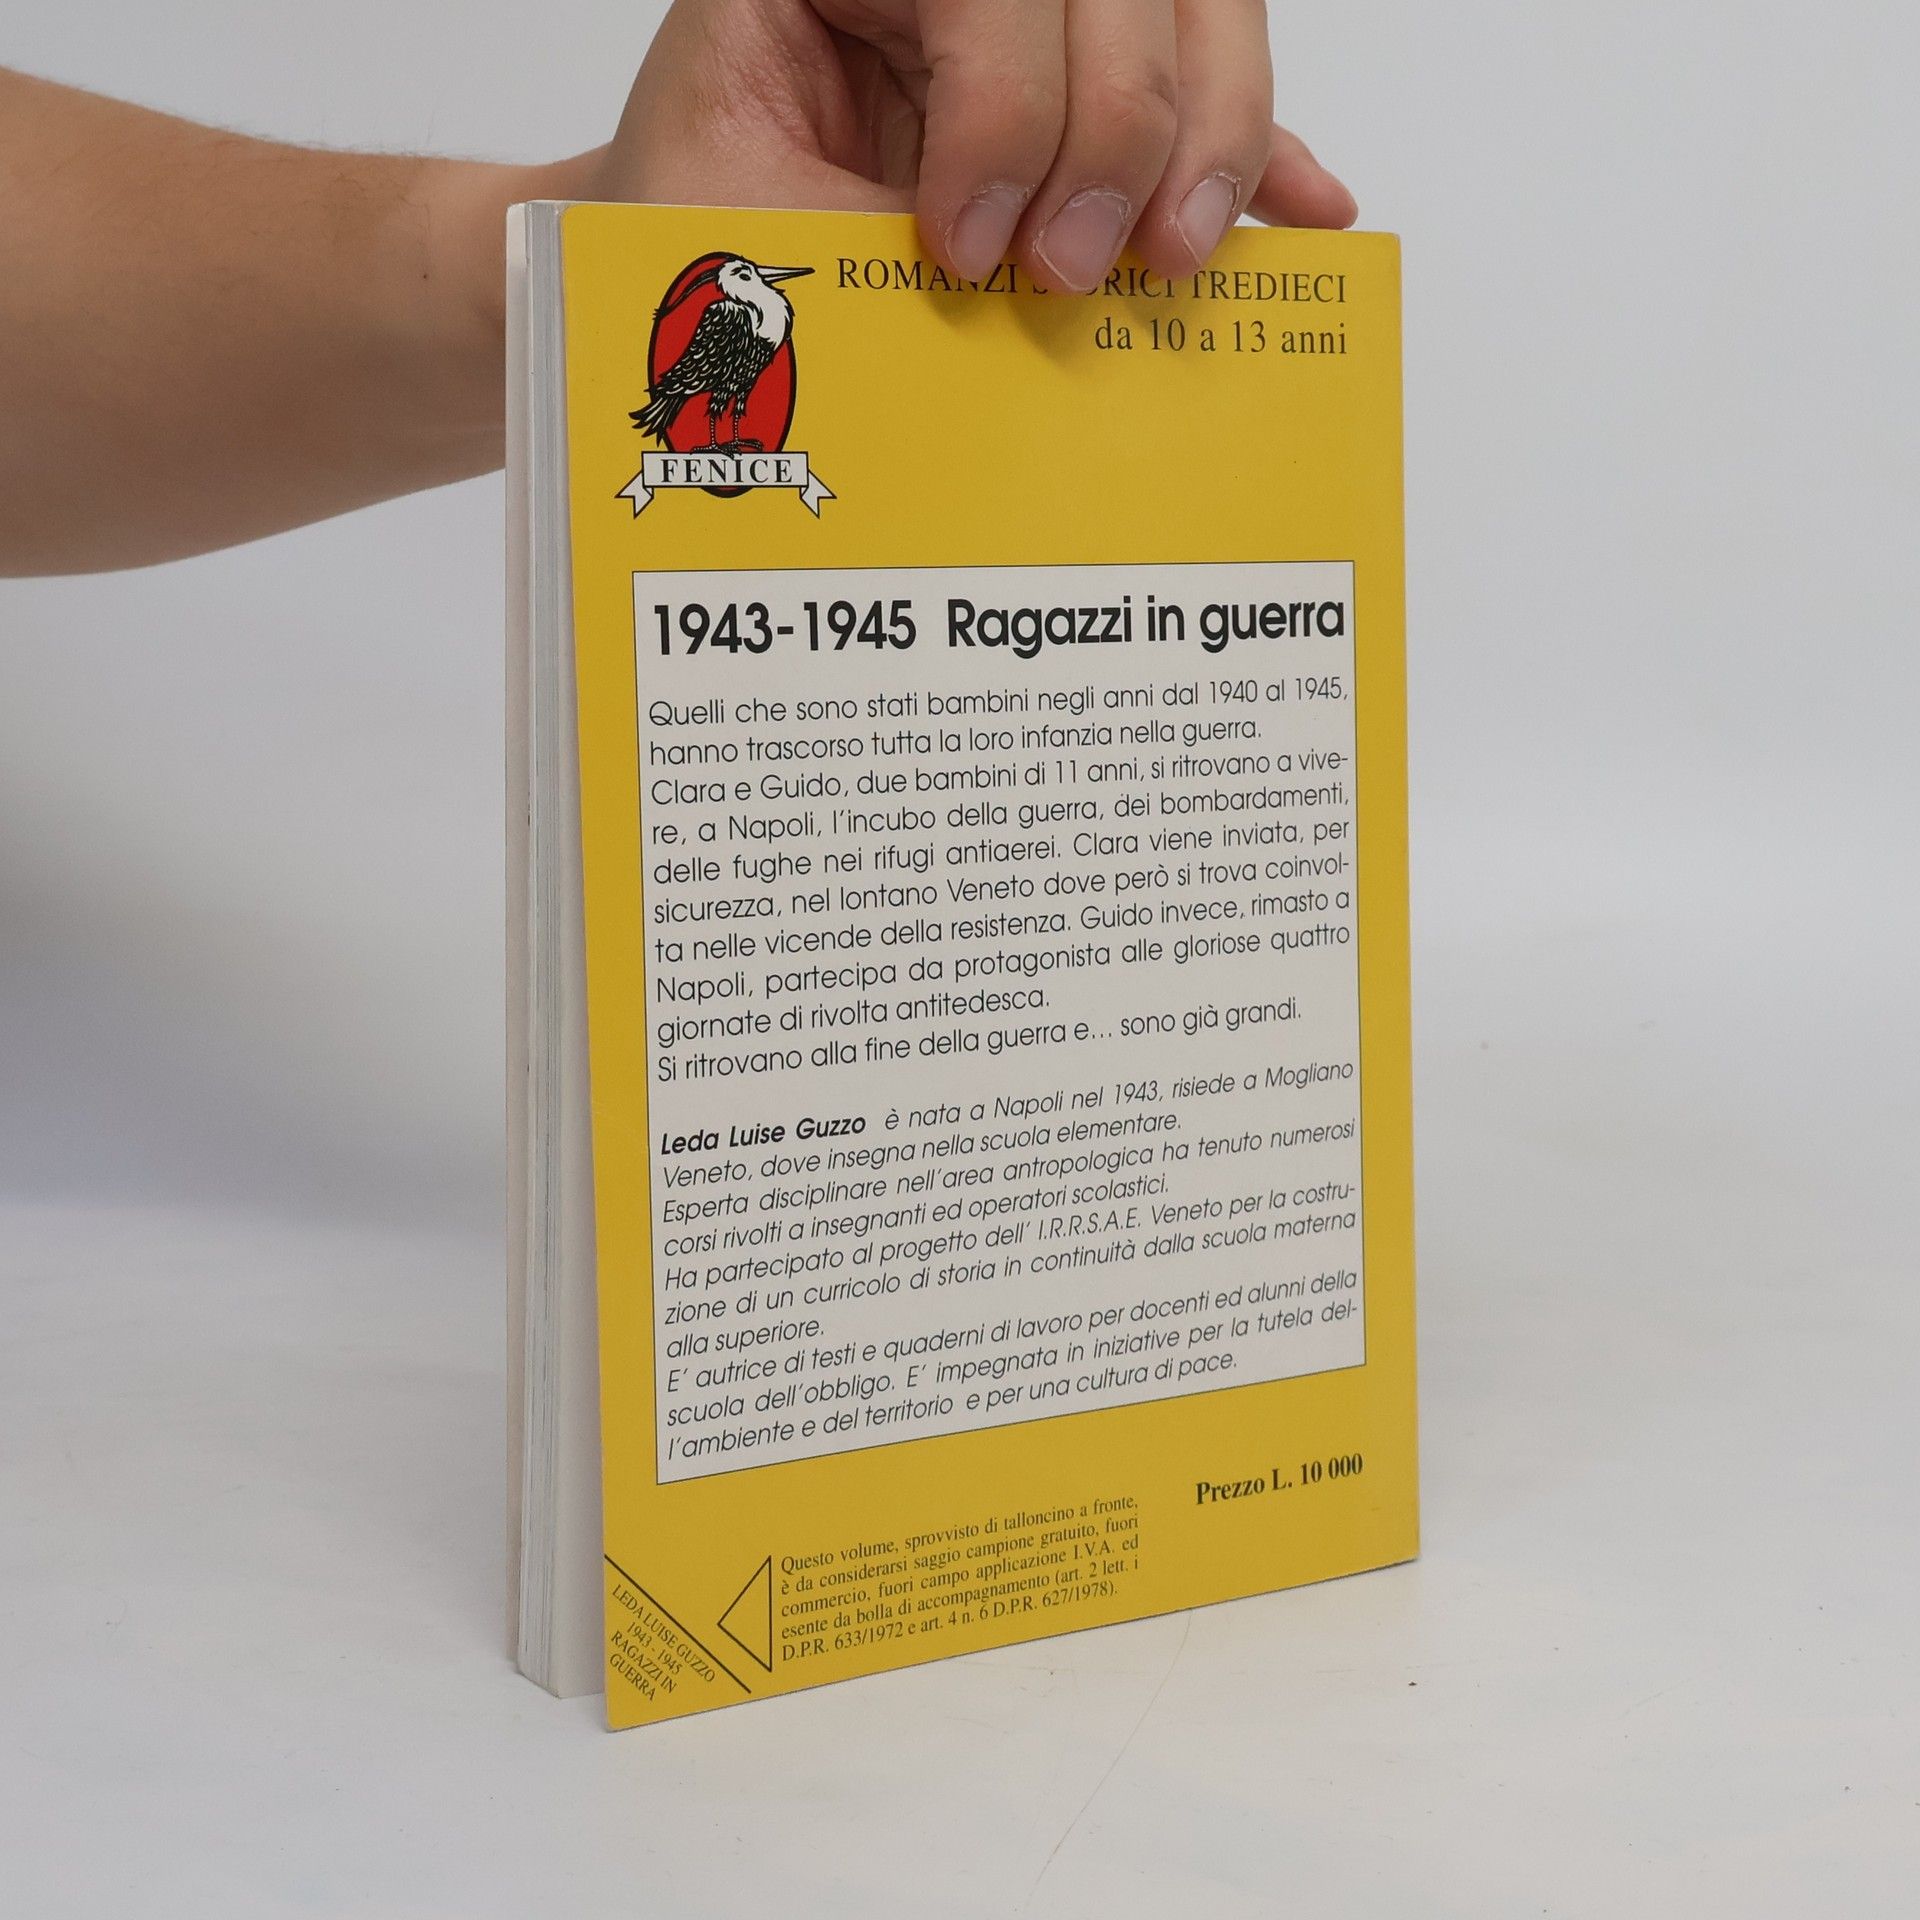 ROMANZI STORICI TREDIECI
da 10 a 13 anni
FENICE
1943-1945 Ragazzi in guerra
Quelli che sono stati bambini negli anni dal 1940 al 1945,
hanno trascorso tutta la loro infanzia nella guerra.
Clara e Guido, due bambini di 11 anni, si ritrovano a vive-
re, a Napoli, l'incubo della guerra, dei bombardamenti,
delle fughe nei rifugi antiaerei. Clara viene inviata, per
sicurezza, nel lontano Veneto dove però si trova coinvol-
ta nelle vicende della resistenza. Guido invece, rimasto a
Napoli, partecipa da protagonista alle gloriose quattro
giornate di rivolta antitedesca.
Si ritrovano alla fine della guerra e... sono già grandi.
Leda Luise Guzzo è nata a Napoli nel 1943, risiede a Mogliano
Veneto, dove insegna nella scuola elementare.
Esperta disciplinare nell'area antropologica ha tenuto numerosi
corsi rivolti a insegnanti ed operatori scolastici.
Ha partecipato al progetto dell' I.R.R.S.A.E. Veneto per la costru-
zione di un curricolo di storia in continuità dalla scuola materna
alla superiore.
E' autrice di testi e quaderni di lavoro per docenti ed alunni della
scuola dell'obbligo. E' impegnata in iniziative per la tutela del-
l'ambiente e del territorio e per una cultura di pace.
Prezzo L. 10 000
Questo volume, sprovvisto di talloncino a fronte,
è da considerarsi saggio campione gratuito, fuori
commercio, fuori campo applicazione I.V.A. ed
esente da bolla di accompagnamento (art. 2 lett. i
D.P.R. 633/1972 e art. 4 n. 6 D.P.R. 627/1978).
LEDA LUISE GUZZO
1943 - 1945
RAGAZZI IN
GUERRA